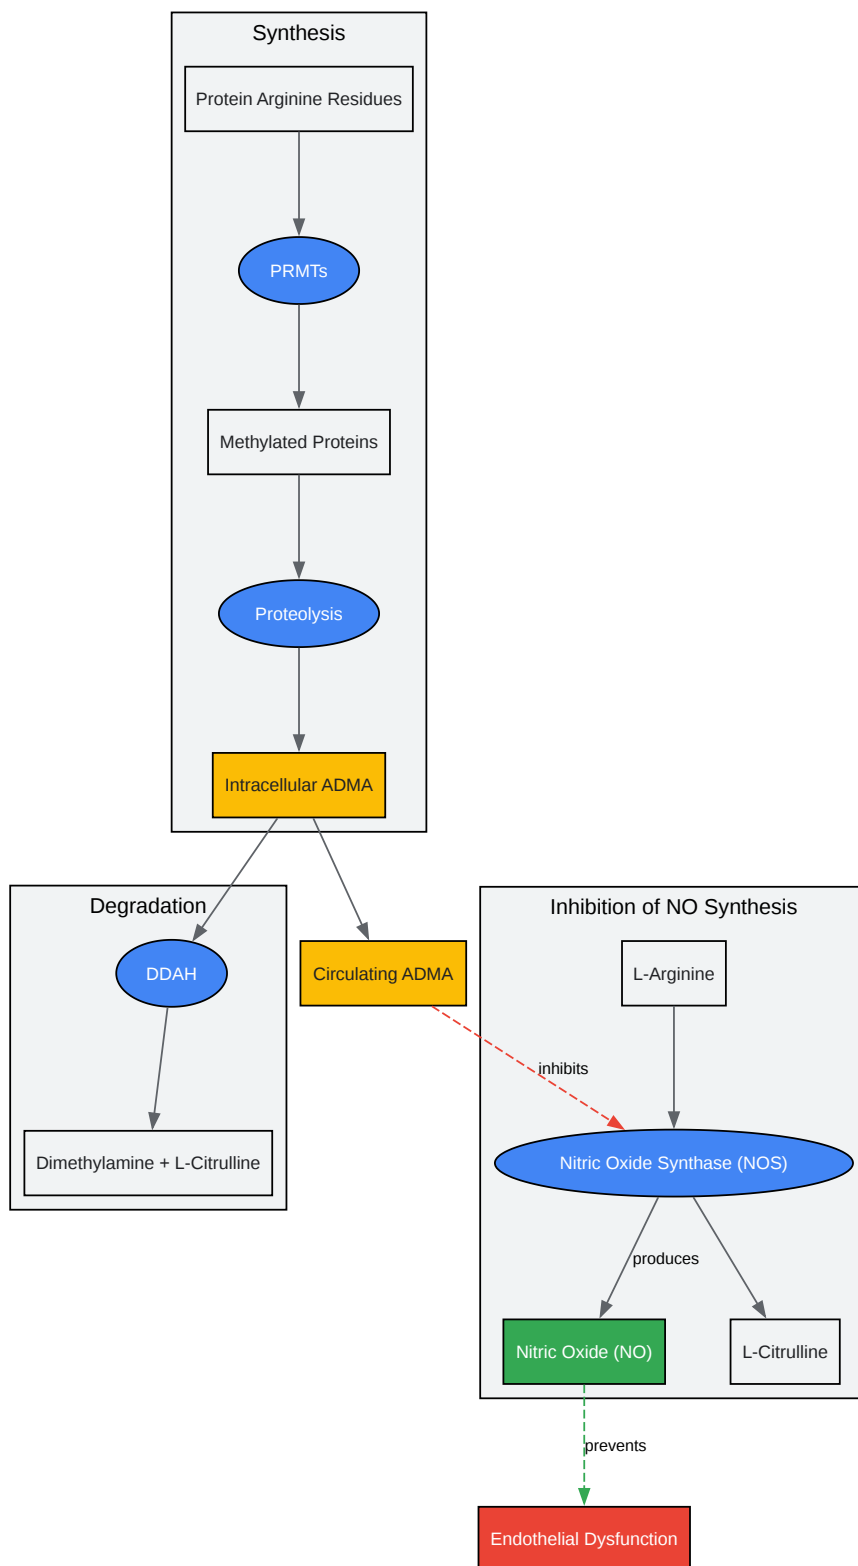 Synthesis
Protein Arginine Residues
PRMTs
Methylated Proteins
Proteolysis
Intracellular ADMA
Degradation
DDAH
Dimethylamine + L-Citrulline
Circulating ADMA
Inhibition of NO Synthesis
L-Arginine
inhibits
Nitric Oxide Synthase (NOS)
produces
Nitric Oxide (NO)
L-Citrulline
prevents
Endothelial Dysfunction